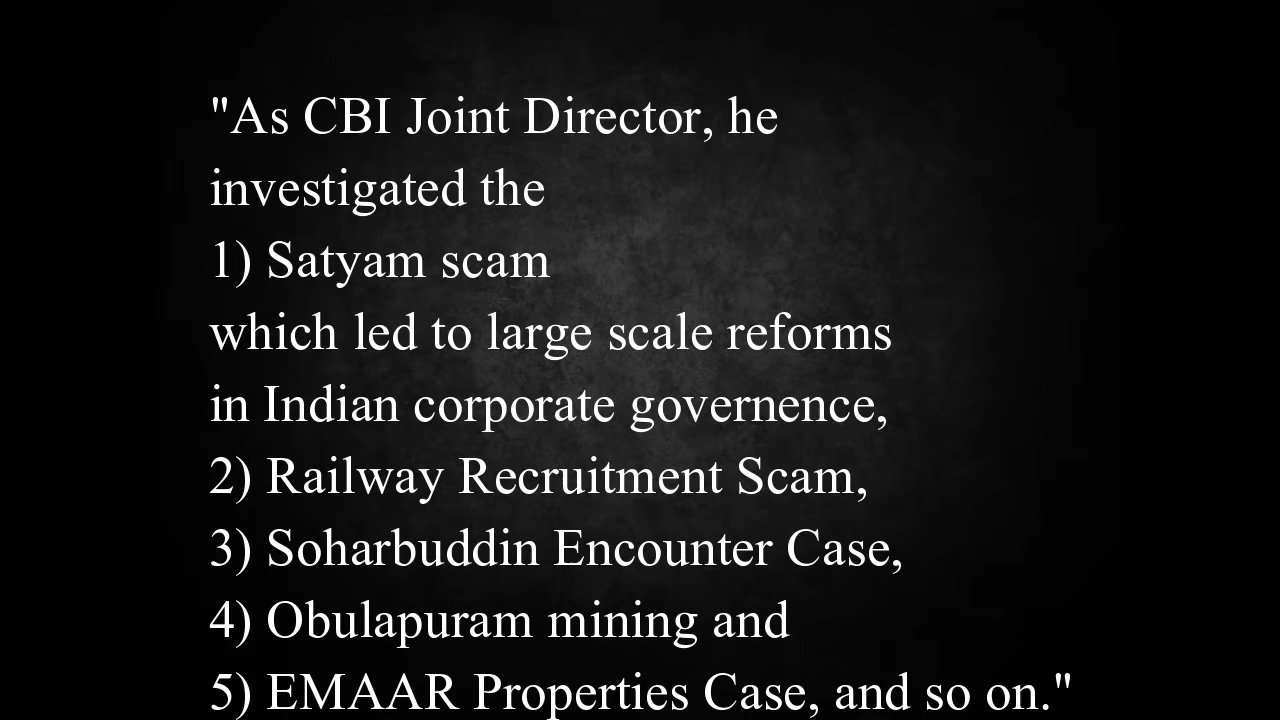 "As CBI Joint Director, he
investigated the
1) Satyam scam
which led to large scale reforms
in Indian corporate governence,
2) Railway Recruitment Scam,
3) Soharbuddin Encounter Case,
4) Obulapuram mining and
5) EMAAR Properties Case, and so on."